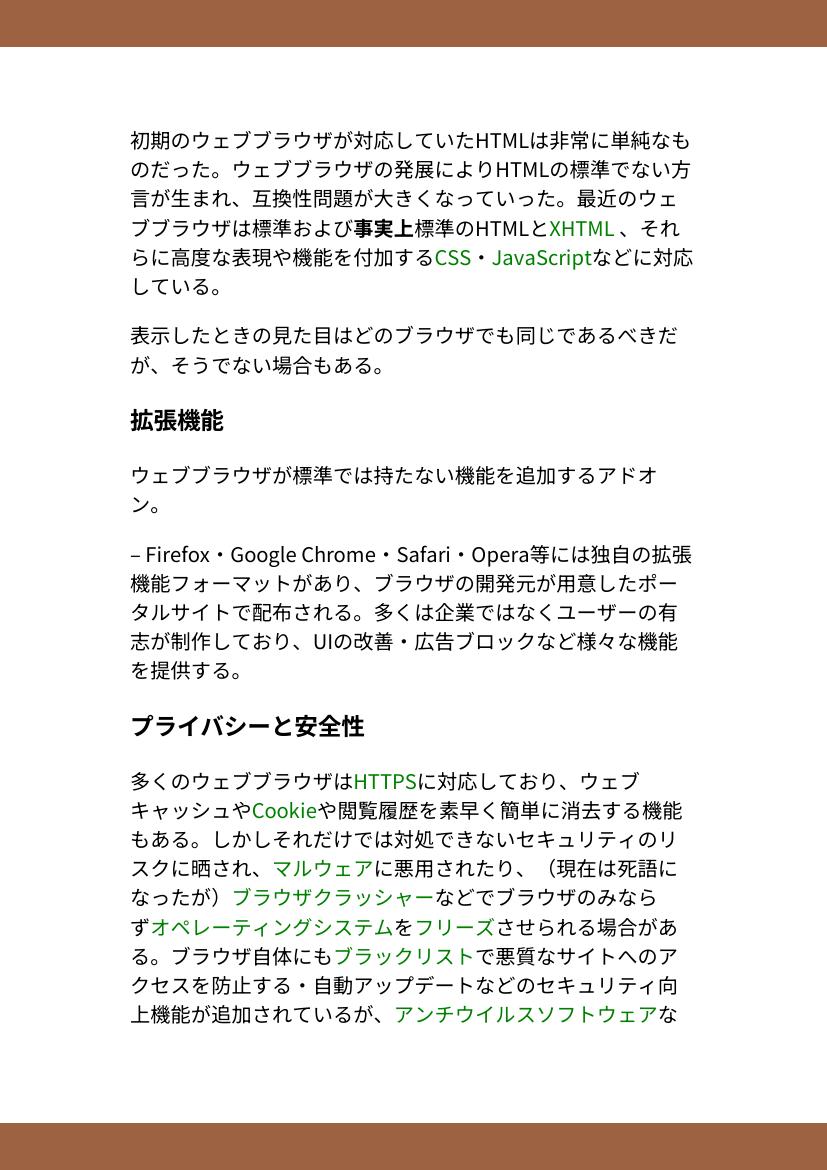 初期のウェブブラウザが対応していたHTMLは非常に単純なも
のだった。ウェブブラウザの発展によりHTMLの標準でない方
言が生まれ、互換性問題が大きくなっていった。最近のウェ
ブブラウザは標準および事実上標準のHTMLとXHTML 、それ
らに高度な表現や機能を付加するCSS・JavaScriptなどに対応
している。
表示したときの見た目はどのブラウザでも同じであるべきだ
が、そうでない場合もある。
拡張機能
ウェブブラウザが標準では持たない機能を追加するアドオ
ン。
– Firefox・Google Chrome・Safari・Opera等には独自の拡張
機能フォーマットがあり、ブラウザの開発元が用意したポー
タルサイトで配布される。多くは企業ではなくユーザーの有
志が制作しており、UIの改善・広告ブロックなど様々な機能
を提供する。
プライバシーと安全性
多くのウェブブラウザはHTTPSに対応しており、ウェブ
キャッシュやCookieや閲覧履歴を素早く簡単に消去する機能
もある。しかしそれだけでは対処できないセキュリティのリ
スクに晒され、マルウェアに悪用されたり、（現在は死語に
なったが）ブラウザクラッシャーなどでブラウザのみなら
ずオペレーティングシステムをフリーズさせられる場合があ
る。ブラウザ自体にもブラックリストで悪質なサイトへのア
クセスを防止する・自動アップデートなどのセキュリティ向
上機能が追加されているが、アンチウイルスソフトウェアな